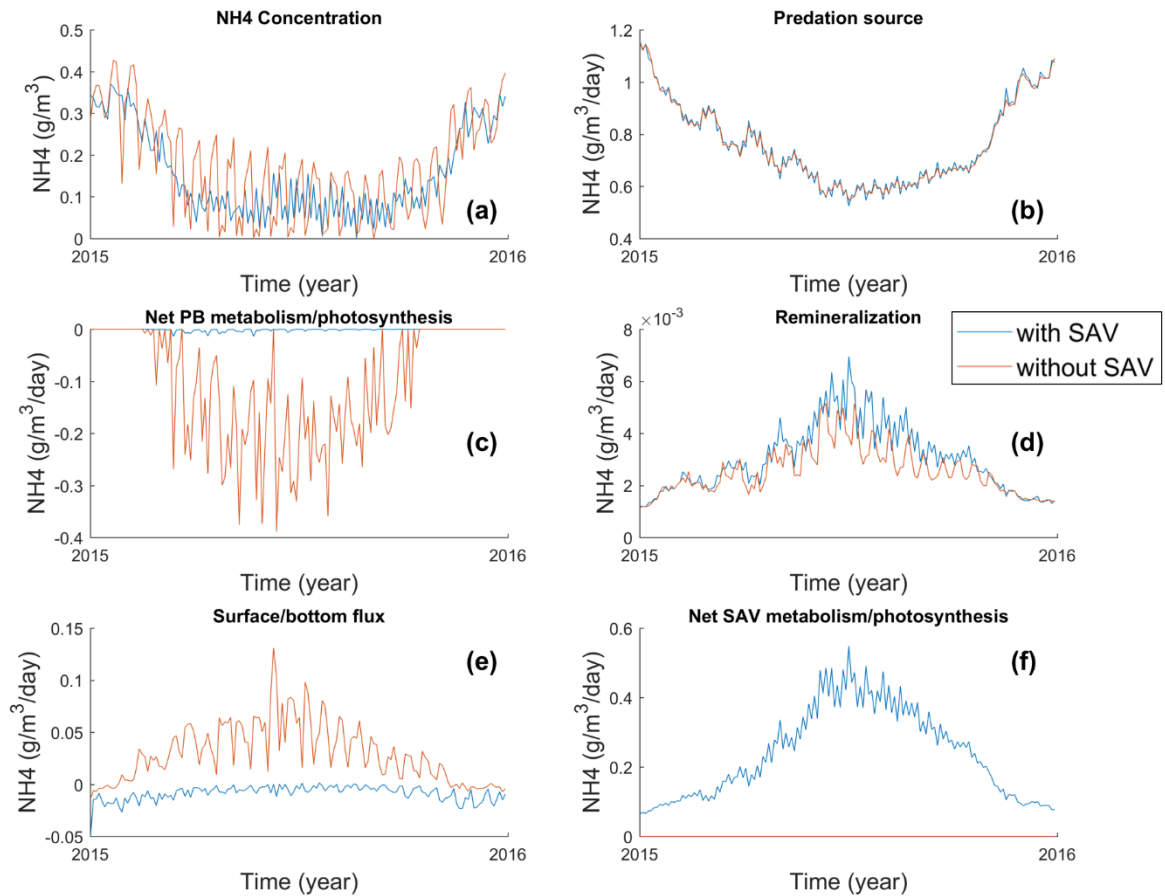 NH4 Concentration
0.5
0.4
0.3
0.2
0.1
0
NH4 (g/m³)
(a)
2015
2016
Time (year)
Predation source
1.2
1
0.8
0.6
0.4
NH4 (g/m³/day)
(b)
2015
2016
Time (year)
Net PB metabolism/photosynthesis
0
-0.1
-0.2
-0.3
-0.4
NH4 (g/m³/day)
(c)
2015
2016
Time (year)
Remineralization
×10⁻³
8
6
4
2
0
NH4 (g/m³/day)
(d)
2015
2016
Time (year)
with SAV
without SAV
Surface/bottom flux
0.15
0.1
0.05
0
-0.05
NH4 (g/m³/day)
(e)
2015
2016
Time (year)
Net SAV metabolism/photosynthesis
0.6
0.4
0.2
0
NH4 (g/m³/day)
(f)
2015
2016
Time (year)